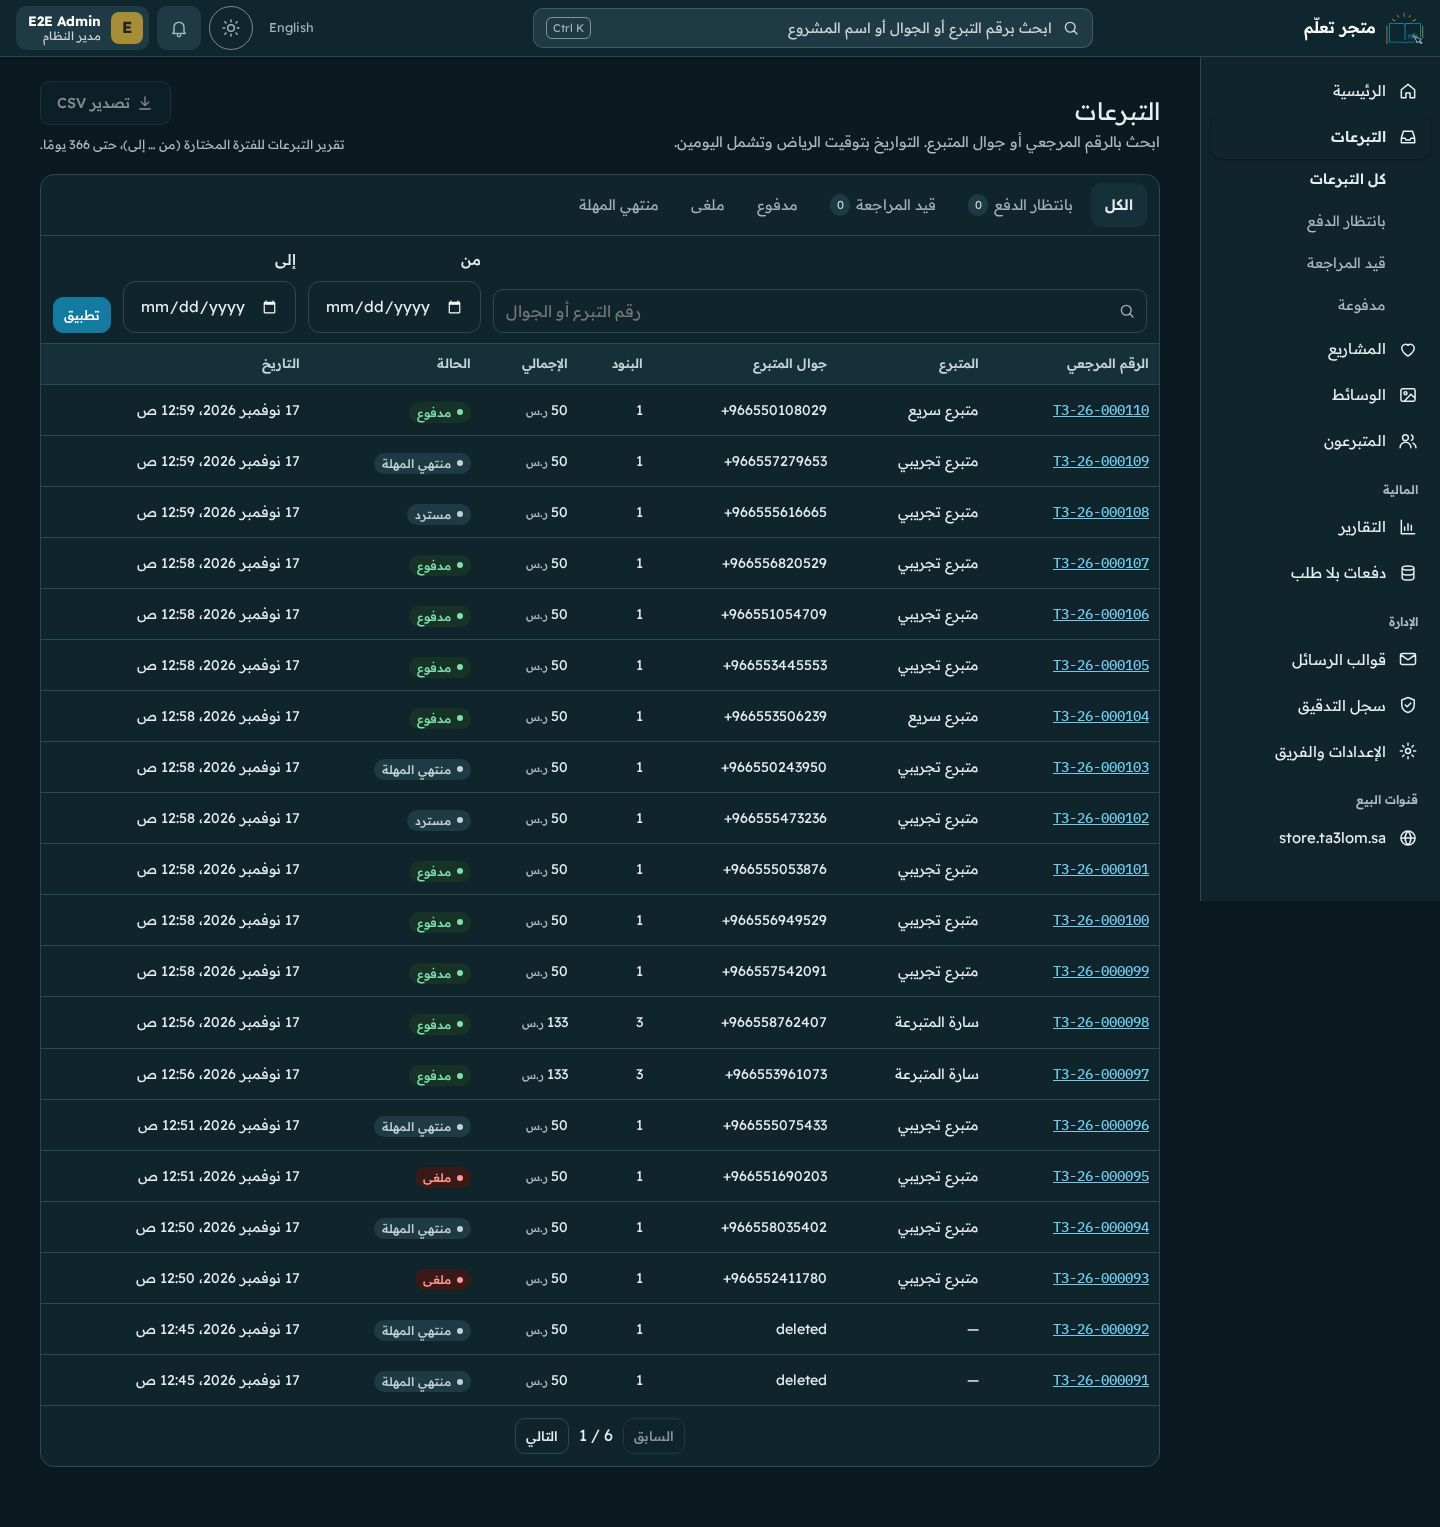 متجر تعلّم
ابحث برقم التبرع أو الجوال أو اسم المشروع
Ctrl K
English
E
E2E Admin
مدير النظام
الرئيسية
التبرعات
كل التبرعات
بانتظار الدفع
قيد المراجعة
مدفوعة
المشاريع
الوسائط
المتبرعون
المالية
التقارير
دفعات بلا طلب
الإدارة
قوالب الرسائل
سجل التدقيق
الإعدادات والفريق
قنوات البيع
store.ta3lom.sa
التبرعات
ابحث بالرقم المرجعي أو جوال المتبرع. التواريخ بتوقيت الرياض وتشمل اليومين.
تصدير CSV
تقرير التبرعات للفترة المختارة (من … إلى)، حتى 366 يومًا.
الكل بانتظار الدفع 0 قيد المراجعة 0 مدفوع ملغى منتهي المهلة
من إلى
رقم التبرع أو الجوال mm/dd/yyyy mm/dd/yyyy تطبيق
الرقم المرجعي المتبرع جوال المتبرع البنود الإجمالي الحالة التاريخ
T3-26-000110 متبرع سريع +966550108029 1 50 ر.س مدفوع 17 نوفمبر 2026، 12:59 ص
T3-26-000109 متبرع تجريبي +966557279653 1 50 ر.س منتهي المهلة 17 نوفمبر 2026، 12:59 ص
T3-26-000108 متبرع تجريبي +966555616665 1 50 ر.س مسترد 17 نوفمبر 2026، 12:59 ص
T3-26-000107 متبرع تجريبي +966556820529 1 50 ر.س مدفوع 17 نوفمبر 2026، 12:58 ص
T3-26-000106 متبرع تجريبي +966551054709 1 50 ر.س مدفوع 17 نوفمبر 2026، 12:58 ص
T3-26-000105 متبرع تجريبي +966553445553 1 50 ر.س مدفوع 17 نوفمبر 2026، 12:58 ص
T3-26-000104 متبرع سريع +966553506239 1 50 ر.س مدفوع 17 نوفمبر 2026، 12:58 ص
T3-26-000103 متبرع تجريبي +966550243950 1 50 ر.س منتهي المهلة 17 نوفمبر 2026، 12:58 ص
T3-26-000102 متبرع تجريبي +966555473236 1 50 ر.س مسترد 17 نوفمبر 2026، 12:58 ص
T3-26-000101 متبرع تجريبي +966555053876 1 50 ر.س مدفوع 17 نوفمبر 2026، 12:58 ص
T3-26-000100 متبرع تجريبي +966556949529 1 50 ر.س مدفوع 17 نوفمبر 2026، 12:58 ص
T3-26-000099 متبرع تجريبي +966557542091 1 50 ر.س مدفوع 17 نوفمبر 2026، 12:58 ص
T3-26-000098 سارة المتبرعة +966558762407 3 133 ر.س مدفوع 17 نوفمبر 2026، 12:56 ص
T3-26-000097 سارة المتبرعة +966553961073 3 133 ر.س مدفوع 17 نوفمبر 2026، 12:56 ص
T3-26-000096 متبرع تجريبي +966555075433 1 50 ر.س منتهي المهلة 17 نوفمبر 2026، 12:51 ص
T3-26-000095 متبرع تجريبي +966551690203 1 50 ر.س ملغى 17 نوفمبر 2026، 12:51 ص
T3-26-000094 متبرع تجريبي +966558035402 1 50 ر.س منتهي المهلة 17 نوفمبر 2026، 12:50 ص
T3-26-000093 متبرع تجريبي +966552411780 1 50 ر.س ملغى 17 نوفمبر 2026، 12:50 ص
T3-26-000092 — deleted 1 50 ر.س منتهي المهلة 17 نوفمبر 2026، 12:45 ص
T3-26-000091 — deleted 1 50 ر.س منتهي المهلة 17 نوفمبر 2026، 12:45 ص
السابق 1 / 6 التالي